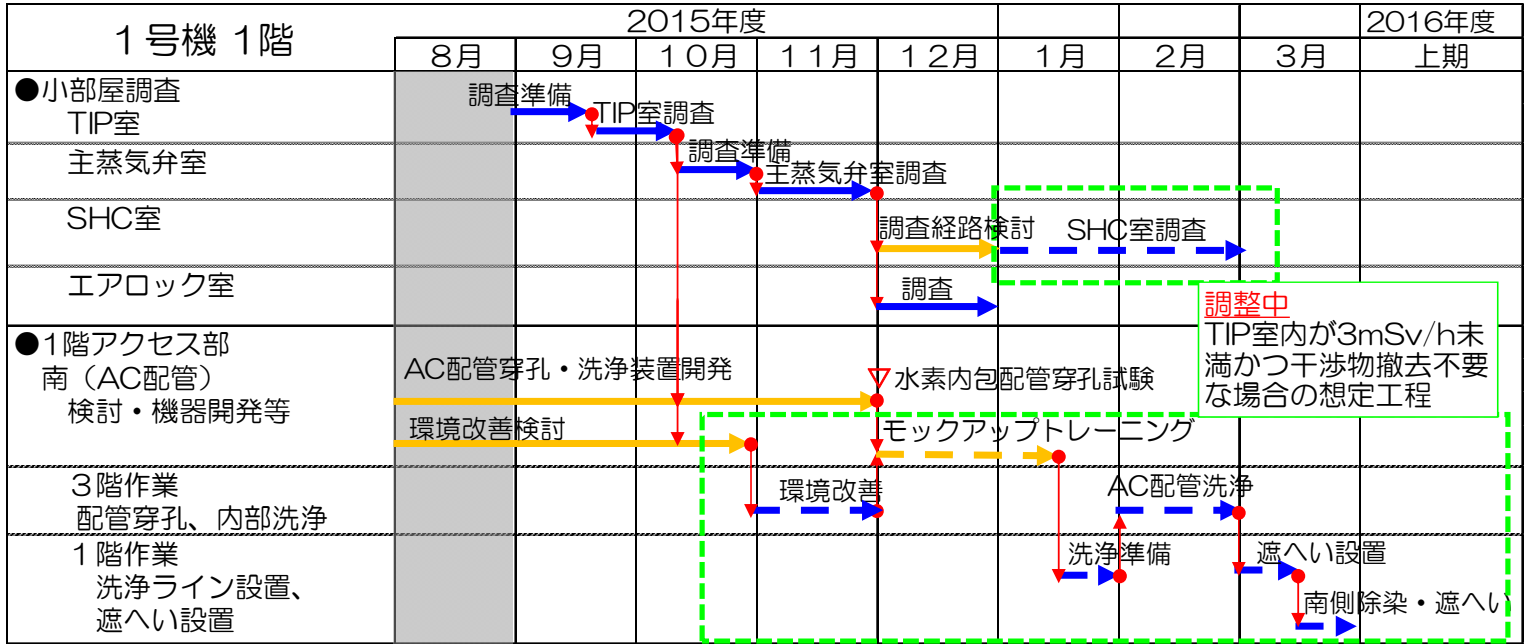 １号機 1階
2015年度
2016年度
8月
9月
10月
11月
12月
1月
2月
3月
上期
●小部屋調査
TIP室
調査準備
TIP室調査
主蒸気弁室
調査準備
主蒸気弁室調査
SHC室
調査経路検討
SHC室調査
エアロック室
調査
調整中
TIP室内が3mSv/h未
満かつ干渉物撤去不要
な場合の想定工程
●1階アクセス部
南（AC配管）
検討・機器開発等
AC配管穿孔・洗浄装置開発
▽水素内包配管穿孔試験
環境改善検討
モックアップトレーニング
３階作業
配管穿孔、内部洗浄
環境改善
AC配管洗浄
１階作業
洗浄ライン設置、
遮へい設置
洗浄準備
遮へい設置
南側除染・遮へい